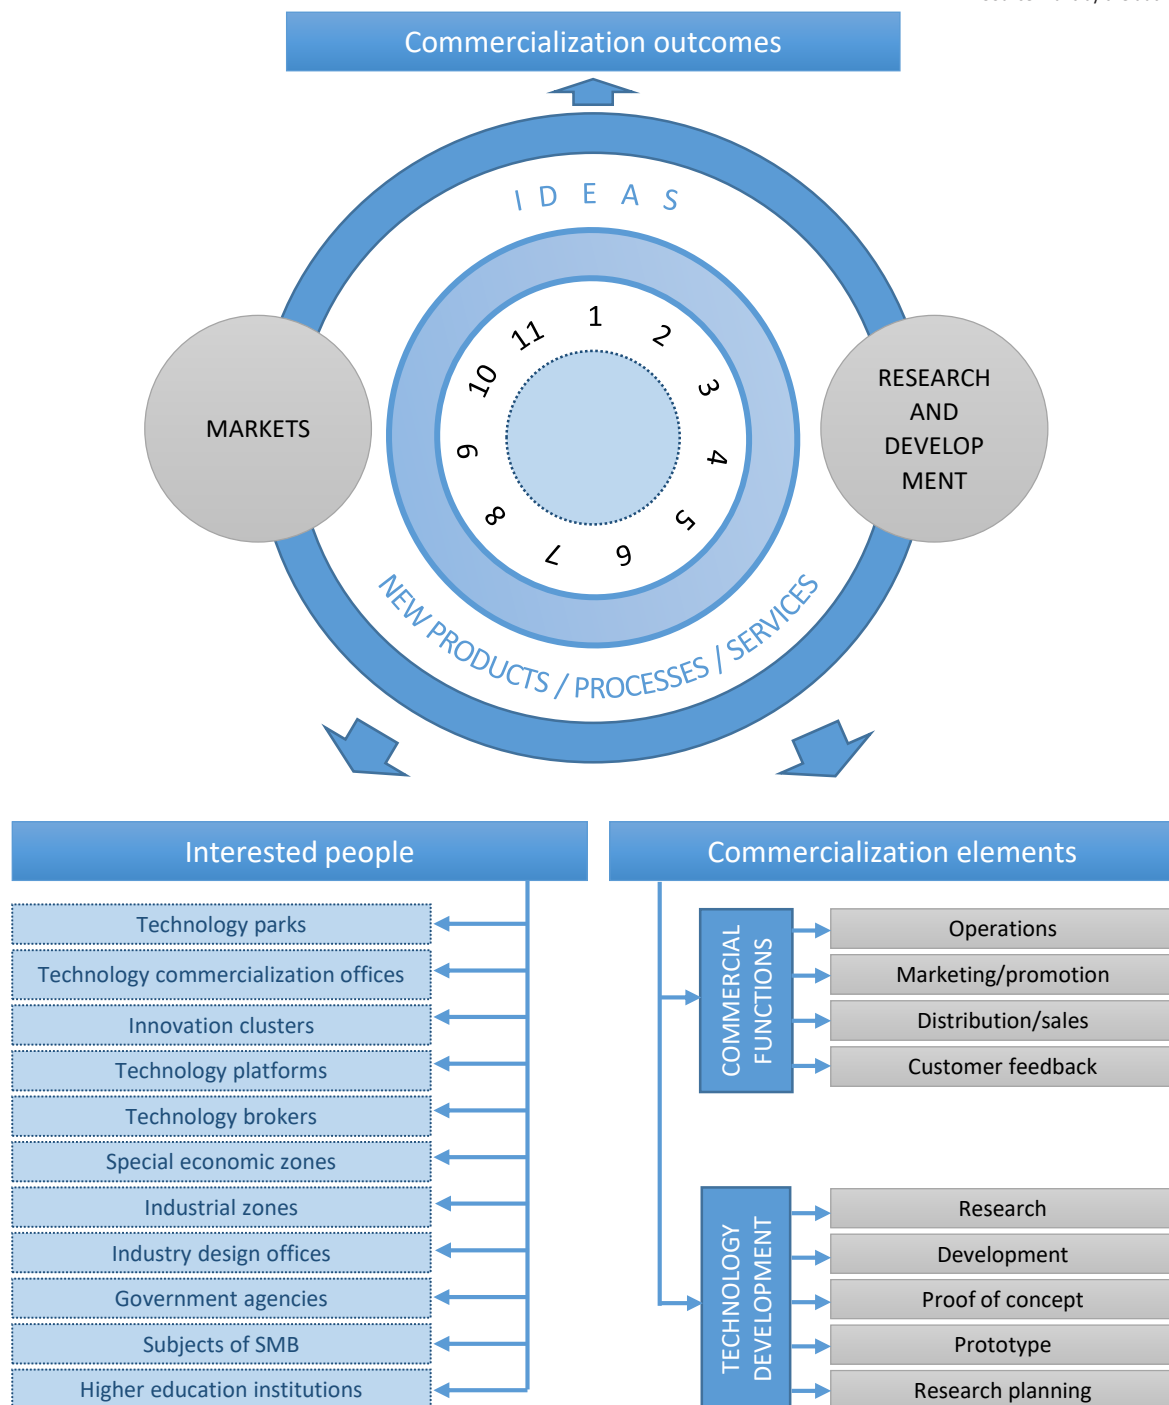 Commercialization outcomes
I D E A S
1
2
3
4
5
6
7
8
9
10
11
MARKETS
RESEARCH
AND
DEVELOP
MENT
NEW PRODUCTS / PROCESSES / SERVICES
Interested people
Technology parks
Technology commercialization offices
Innovation clusters
Technology platforms
Technology brokers
Special economic zones
Industrial zones
Industry design offices
Government agencies
Subjects of SMB
Higher education institutions
Commercialization elements
COMMERCIAL
FUNCTIONS
Operations
Marketing/promotion
Distribution/sales
Customer feedback
TECHNOLOGY
DEVELOPMENT
Research
Development
Proof of concept
Prototype
Research planning